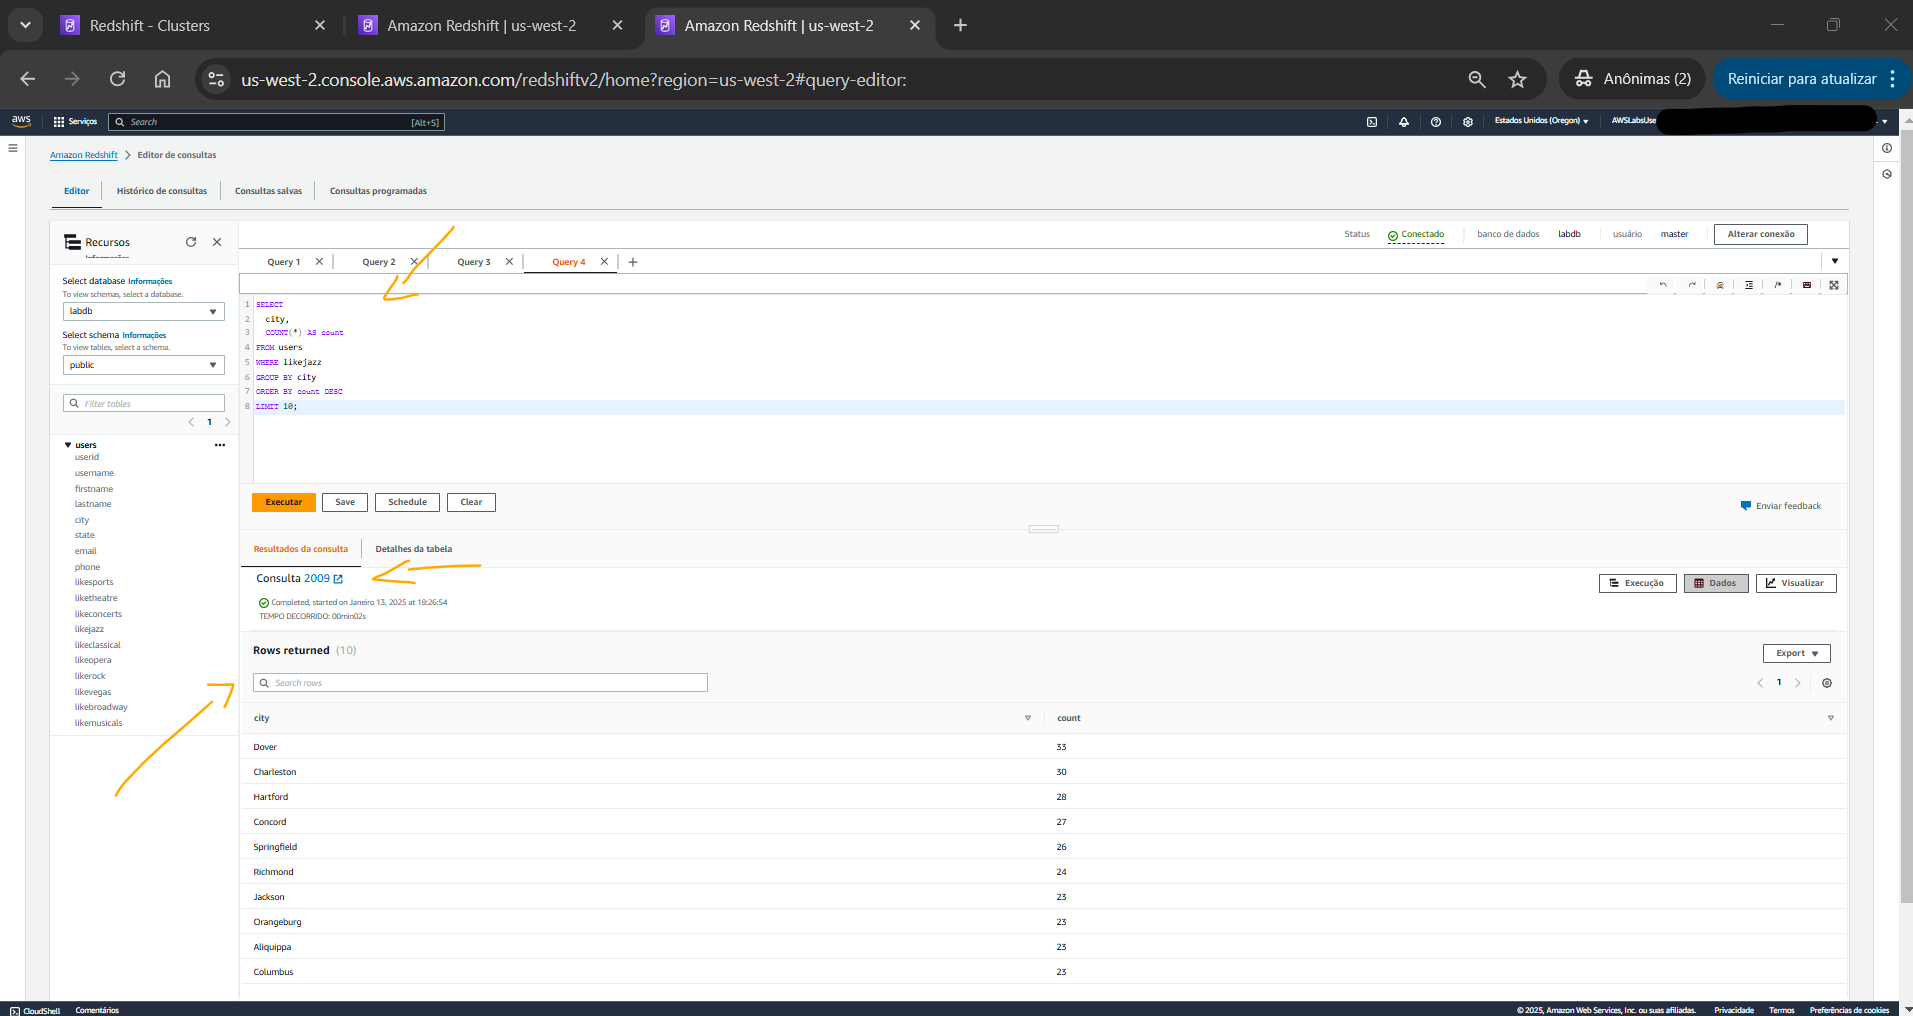 Redshift - Clusters
Amazon Redshift | us-west-2
Amazon Redshift | us-west-2
us-west-2.console.aws.amazon.com/redshiftv2/home?region=us-west-2#query-editor:
Anônimas (2)
Reiniciar para atualizar
aws
Serviços
Search
[Alt+S]
Estados Unidos (Oregon)
AWSLabsUse
Amazon Redshift > Editor de consultas
Editor
Histórico de consultas
Consultas salvas
Consultas programadas
Recursos
Informações
Status
Conectado
banco de dados
labdb
usuário
master
Alterar conexão
Query 1
Query 2
Query 3
Query 4
Select database Informações
To view schemas, select a database.
labdb
Select schema Informações
To view tables, select a schema.
public
Filter tables
1
users
userid
username
firstname
lastname
city
state
email
phone
likesports
liketheatre
likeconcerts
likejazz
likeclassical
likeopera
likerock
likevegas
likebroadway
likemusicals
1 SELECT
2 city,
3 COUNT(*) AS count
4 FROM users
5 WHERE likejazz
6 GROUP BY city
7 ORDER BY count DESC
8 LIMIT 10;
Executar
Save
Schedule
Clear
Enviar feedback
Resultados da consulta
Detalhes da tabela
Consulta 2009
Completed, started on Janeiro 13, 2025 at 18:26:54
TEMPO DECORRIDO: 00min02s
Execução
Dados
Visualizar
Rows returned (10)
Export
Search rows
1
city count
Dover 33
Charleston 30
Hartford 28
Concord 27
Springfield 26
Richmond 24
Jackson 23
Orangeburg 23
Aliquippa 23
Columbus 23
CloudShell
Comentários
© 2025, Amazon Web Services, Inc. ou suas afiliadas.
Privacidade
Termos
Preferências de cookies